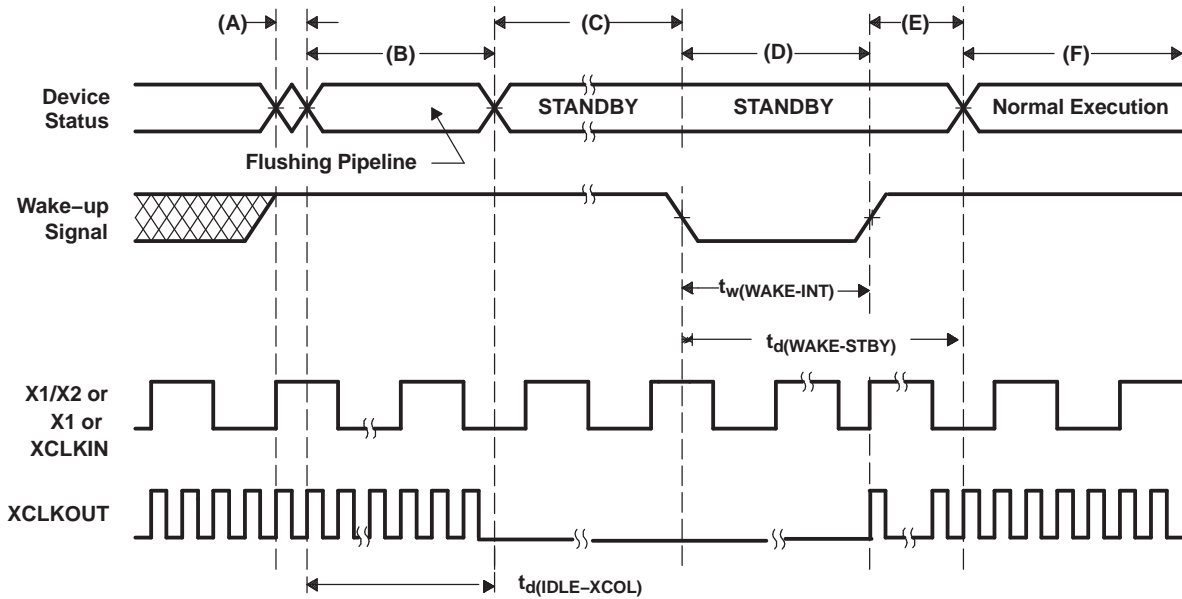 (A)
(B)
(C)
(D)
(E)
(F)
Device
Status
STANDBY
STANDBY
Normal Execution
Flushing Pipeline
Wake−up
Signal
tw(WAKE-INT)
td(WAKE-STBY)
X1/X2 or
X1 or
XCLKIN
XCLKOUT
td(IDLE−XCOL)